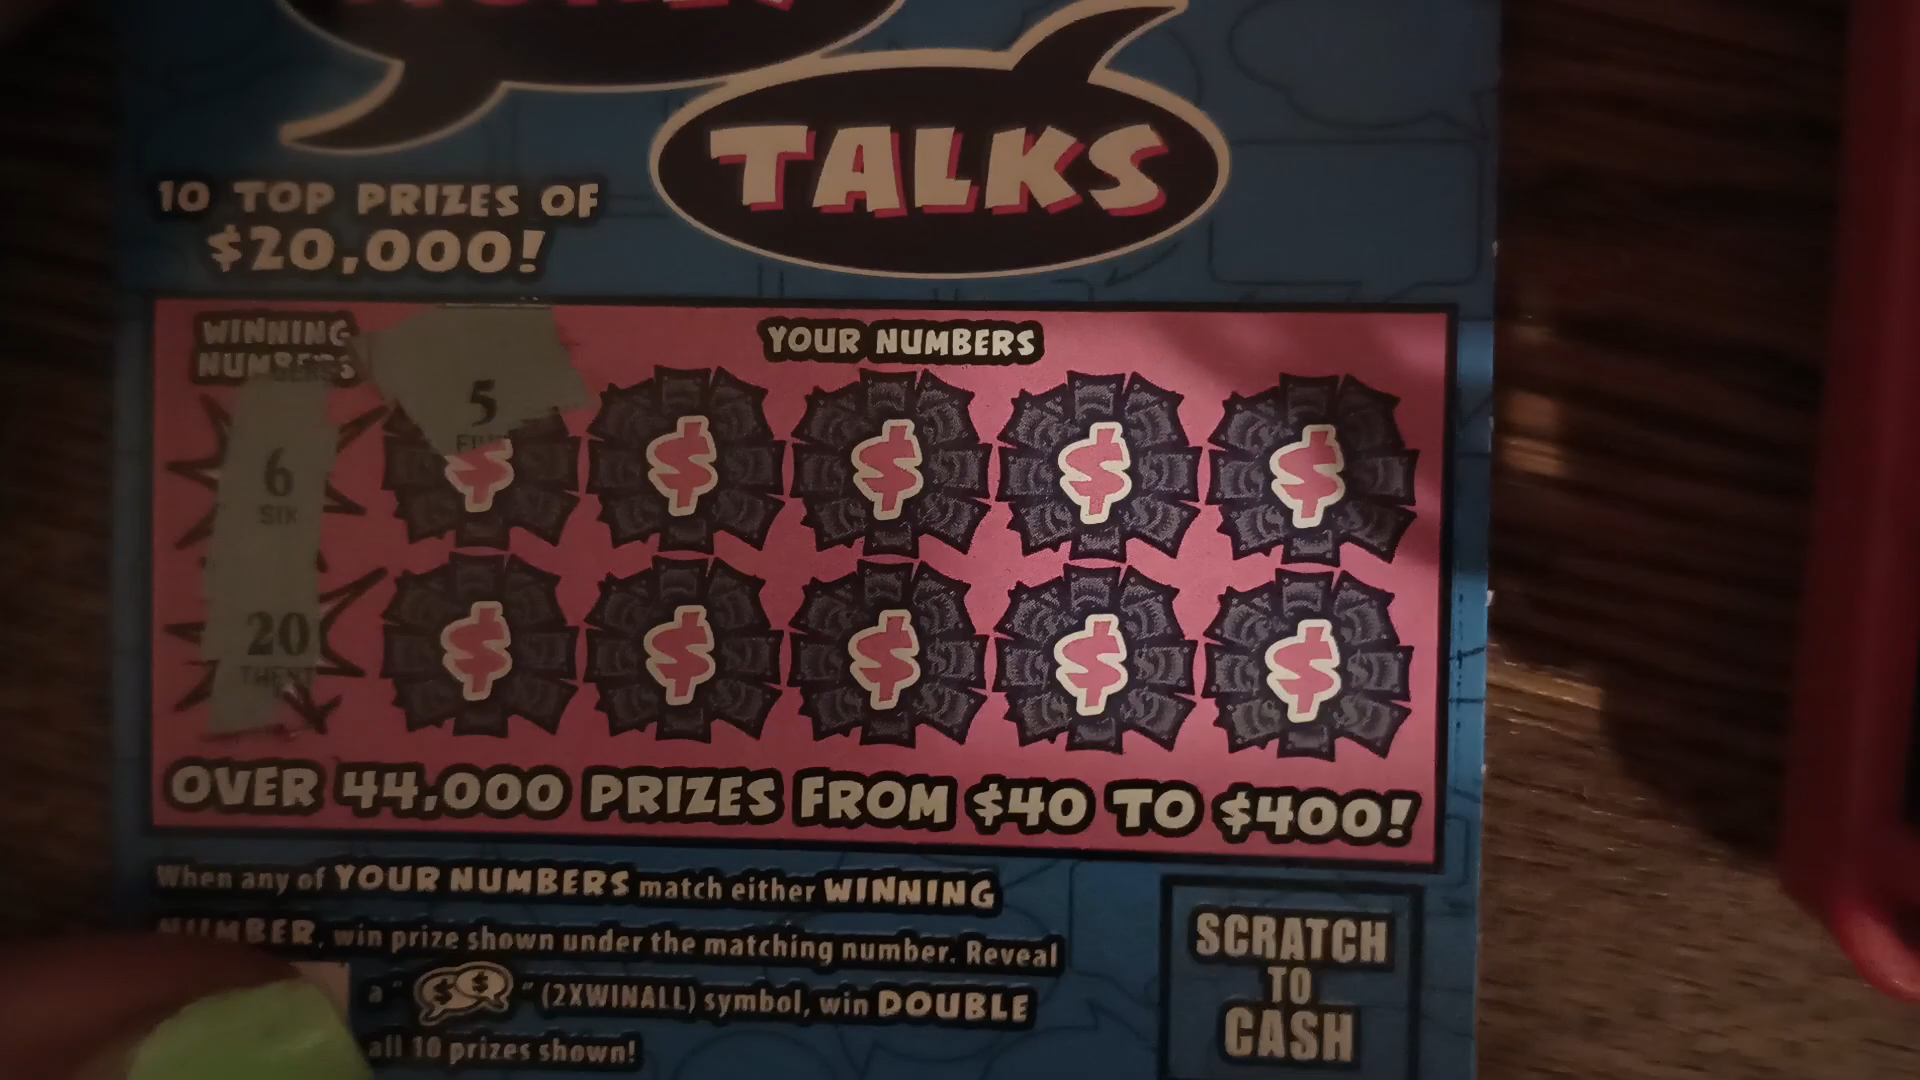 TALKS
10 TOP PRIZES OF
$20,000!
WINNING
NUMBERS
YOUR NUMBERS
5
6
SIX
20
OVER 44,000 PRIZES FROM $40 TO $400!
When any of YOUR NUMBERS match either WINNING
NUMBER, win prize shown under the matching number. Reveal
a " $ $ " (2XWINALL) symbol, win DOUBLE
all 10 prizes shown!
SCRATCH
TO
CASH